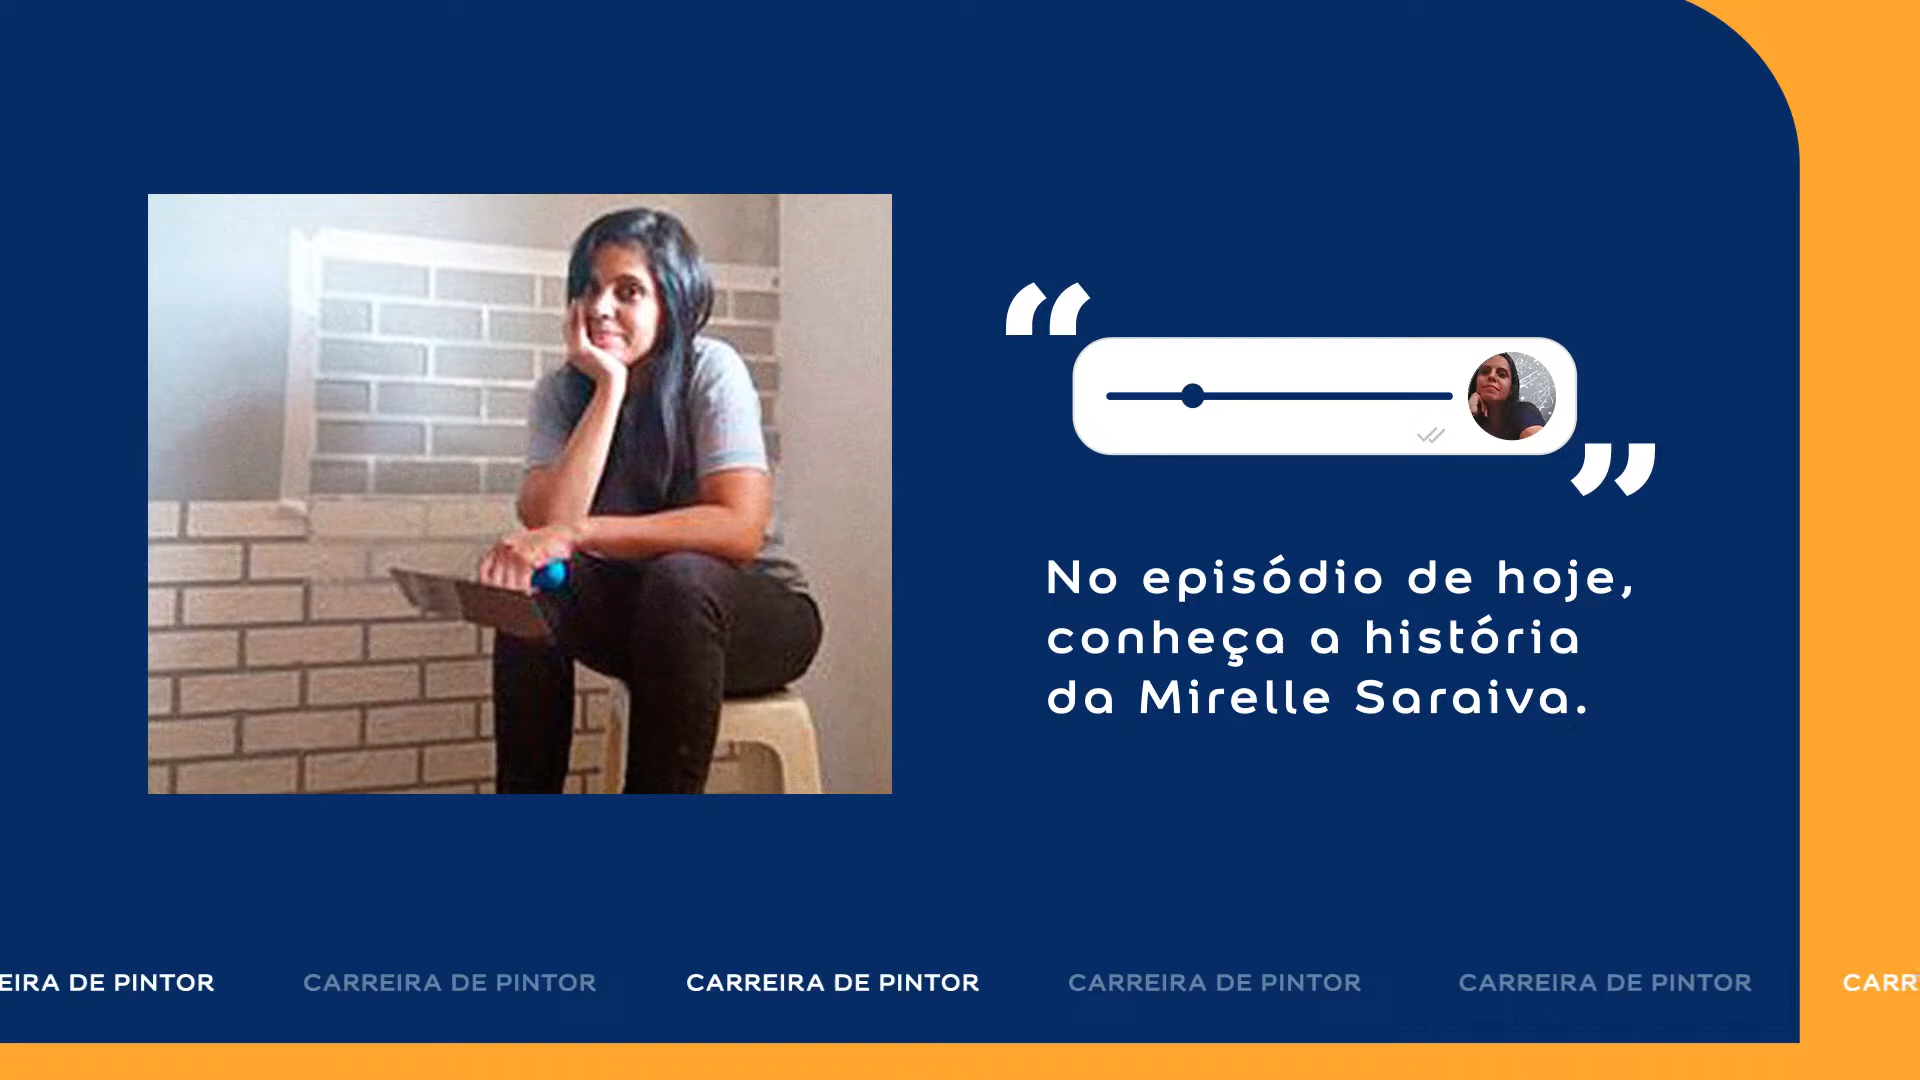 “
”
No episódio de hoje,
conheça a história
da Mirelle Saraiva.
EIRA DE PINTOR CARREIRA DE PINTOR CARREIRA DE PINTOR CARREIRA DE PINTOR CARREIRA DE PINTOR CARR